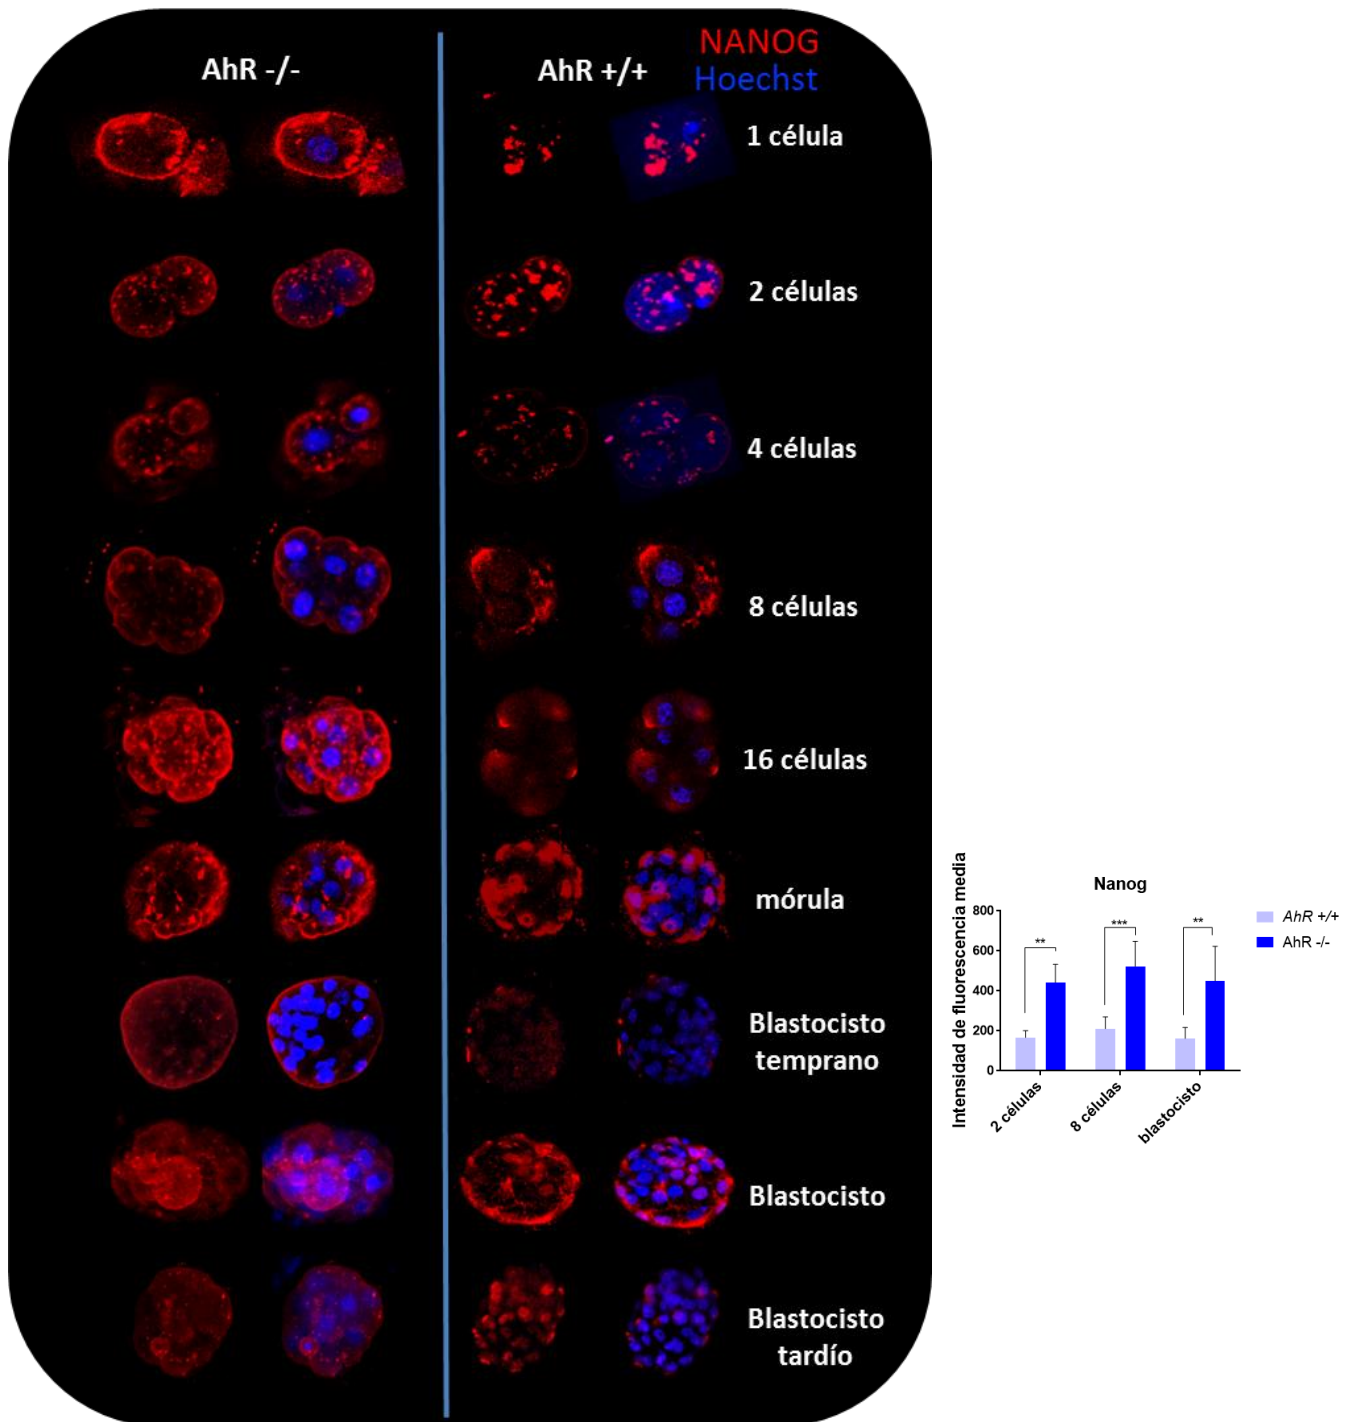 AhR -/-
AhR +/+
NANOG
Hoechst
1 célula
2 células
4 células
8 células
16 células
mórula
Blastocisto
temprano
Blastocisto
Blastocisto
tardío
Nanog
Intensidad de fluorescencia media
800
600
400
200
0
**
***
**
2 células
8 células
blastocisto
AhR +/+
AhR -/-